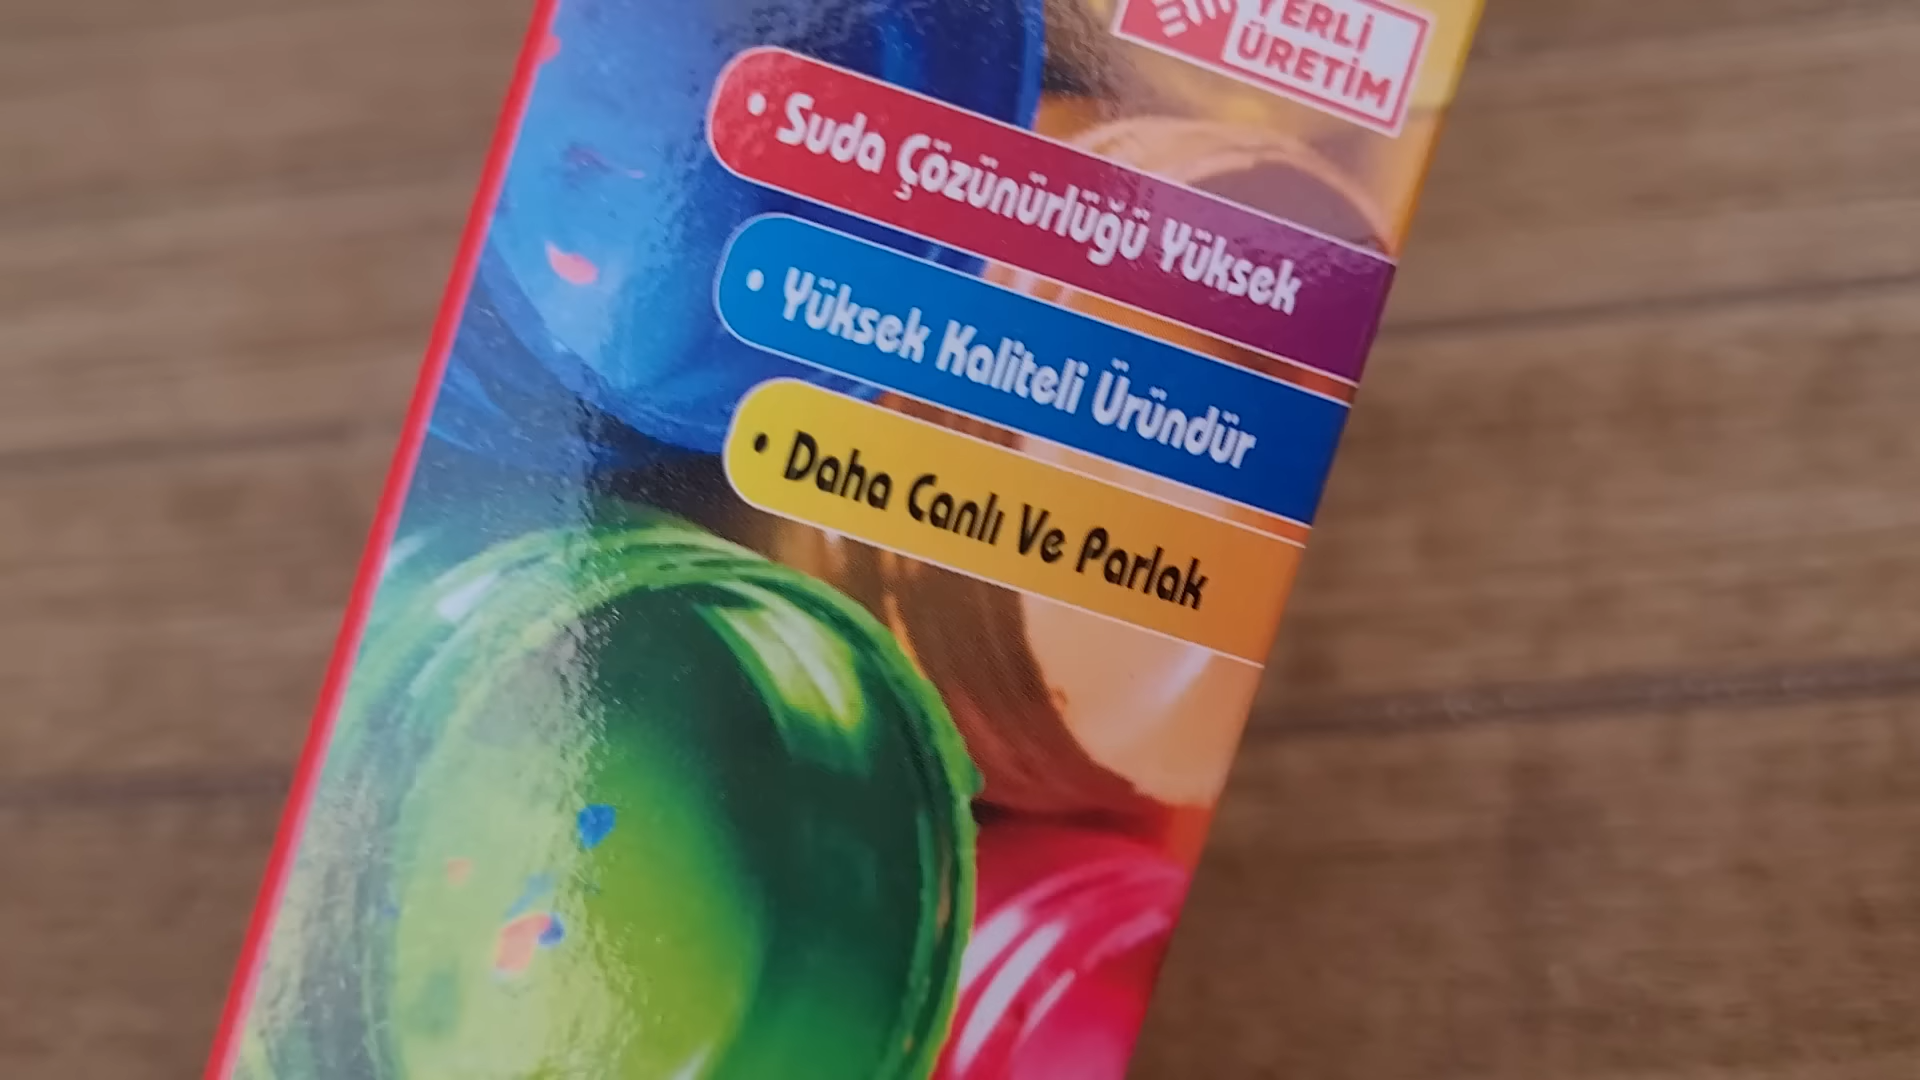 YERLİ
ÜRETİM
• Suda Çözünürlüğü Yüksek
• Yüksek Kaliteli Üründür
• Daha Canlı Ve Parlak